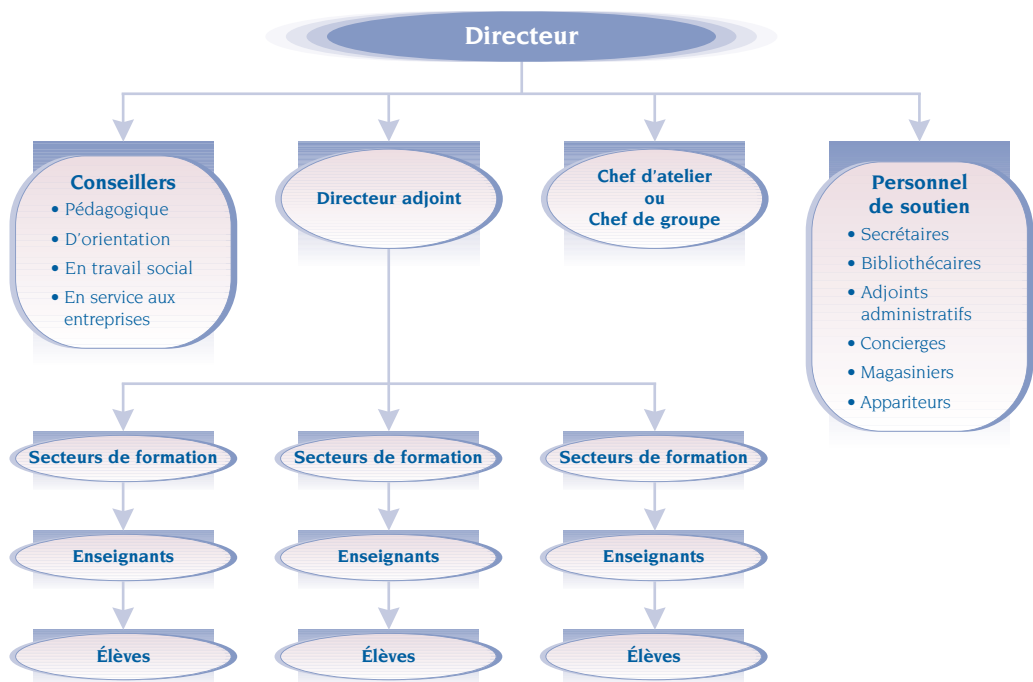 Directeur
Conseillers
• Pédagogique
• D'orientation
• En travail social
• En service aux
entreprises
Directeur adjoint
Chef d'atelier
ou
Chef de groupe
Personnel
de soutien
• Secrétaires
• Bibliothécaires
• Adjoints
administratifs
• Concierges
• Magasiniers
• Appariteurs
Secteurs de formation
Secteurs de formation
Secteurs de formation
Enseignants
Enseignants
Enseignants
Élèves
Élèves
Élèves